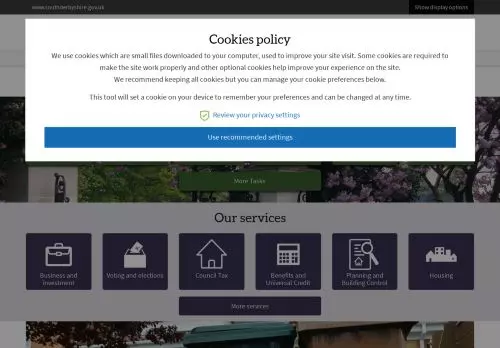 www.southderbyshire.gov.uk
Show display options
Cookies policy
We use cookies which are small files downloaded to your computer, used to improve your site visit. Some cookies are required to
make the site work properly and other optional cookies help improve your experience on the site.
We recommend keeping all cookies but you can manage your cookie preferences below.
This tool will set a cookie on your device to remember your preferences and can be changed at any time.
Review your privacy settings
Use recommended settings
More Tasks
Our services
Business and
investment
Voting and elections
Council Tax
Benefits and
Universal Credit
Planning and
Building Control
Housing
More services